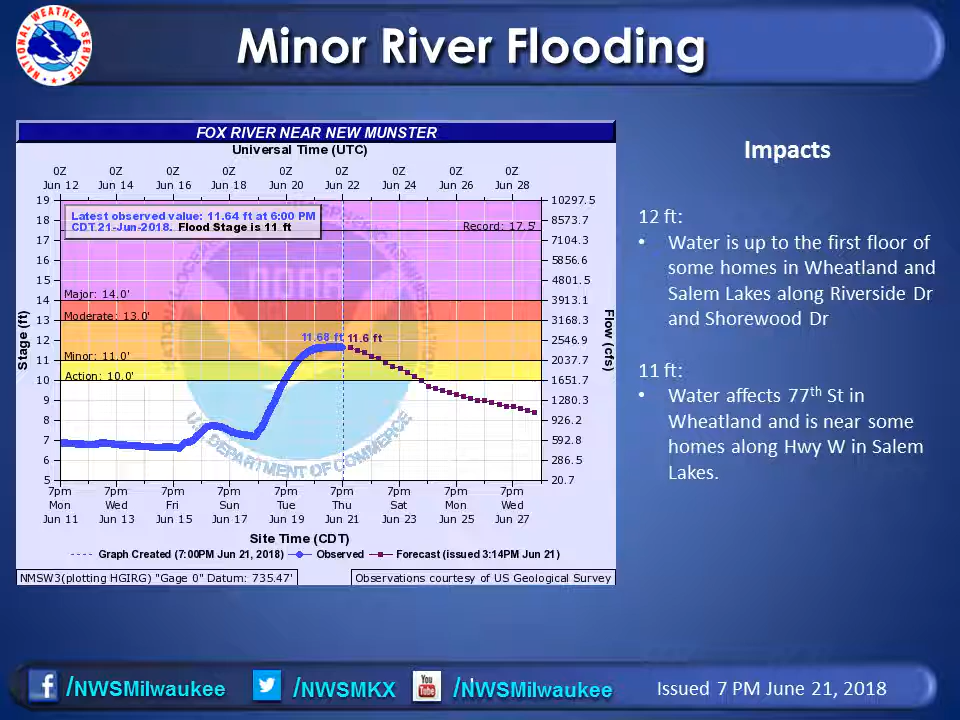 NATIONAL WEATHER SERVICE
Minor River Flooding
FOX RIVER NEAR NEW MUNSTER
Universal Time (UTC)
0Z 0Z 0Z 0Z 0Z 0Z 0Z 0Z 0Z
Jun 12 Jun 14 Jun 16 Jun 18 Jun 20 Jun 22 Jun 24 Jun 26 Jun 28
Latest observed value: 11.64 ft at 6:00 PM
CDT 21-Jun-2018. Flood Stage is 11 ft
Record: 17.5'
Major: 14.0'
Moderate: 13.0'
Minor: 11.0'
Action: 10.0'
11.68 ft 11.6 ft
Stage (ft)
19
18
17
16
15
14
13
12
11
10
9
8
7
6
5
10297.5
8573.7
7104.3
5856.6
4801.5
3913.1
3168.3
2546.9
2037.7
1651.7
1280.3
926.2
592.8
286.5
20.7
Flow (cfs)
NOAA
U.S. DEPARTMENT OF COMMERCE
7pm 7pm 7pm 7pm 7pm 7pm 7pm 7pm 7pm
Mon Wed Fri Sun Tue Thu Sat Mon Wed
Jun 11 Jun 13 Jun 15 Jun 17 Jun 19 Jun 21 Jun 23 Jun 25 Jun 27
Site Time (CDT)
Graph Created (7:00PM Jun 21, 2018) Observed Forecast (issued 3:14PM Jun 21)
NMSW3(plotting HGIRG) "Gage 0" Datum: 735.47'
Observations courtesy of US Geological Survey
Impacts
12 ft:
• Water is up to the first floor of
some homes in Wheatland and
Salem Lakes along Riverside Dr
and Shorewood Dr
11 ft:
• Water affects 77th St in
Wheatland and is near some
homes along Hwy W in Salem
Lakes.
/NWSMilwaukee
/NWSMKX
You Tube
/NWSMilwaukee
Issued 7 PM June 21, 2018